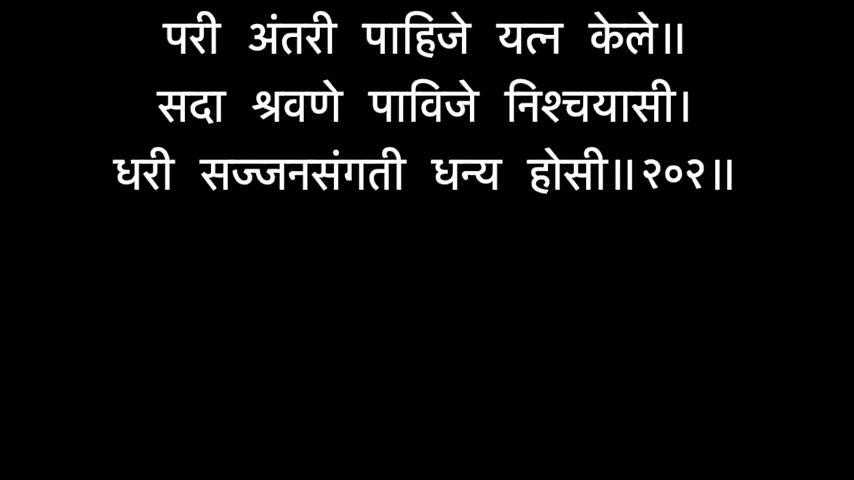 परी अंतरी पाहिजे यत्न केले॥
सदा श्रवणे पाविजे निश्चयासी।
धरी सज्जनसंगती धन्य होसी॥२०२॥